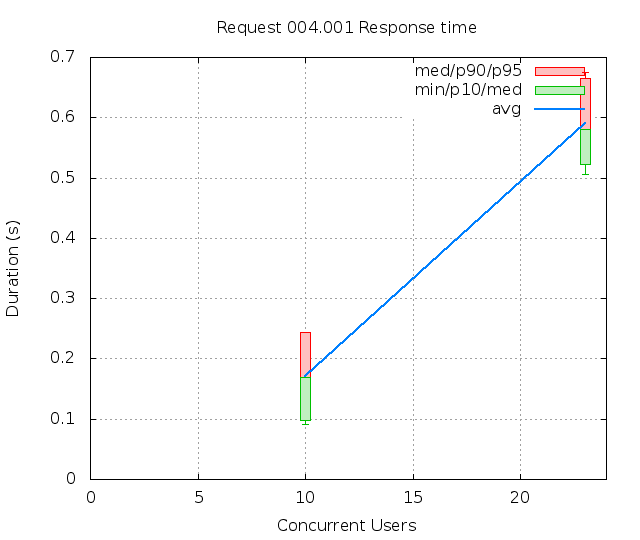 Request 004.001 Response time
med/p90/p95
min/p10/med
avg
0.7
0.6
0.5
0.4
0.3
0.2
0.1
0
Duration (s)
0 5 10 15 20
Concurrent Users